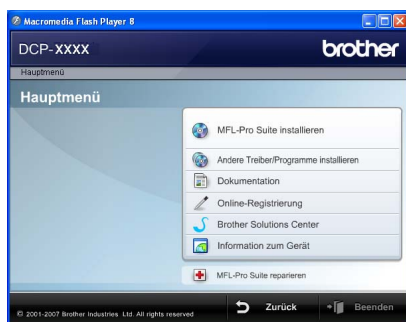 Macromedia Flash Player 8
DCP-XXXX
brother
Hauptmenü
Hauptmenü
MFL-Pro Suite installieren
Andere Treiber/Programme installieren
Dokumentation
Online-Registrierung
Brother Solutions Center
Information zum Gerät
MFL-Pro Suite reparieren
© 2001-2007 Brother Industries Ltd. All rights reserved
Zurück
Beenden